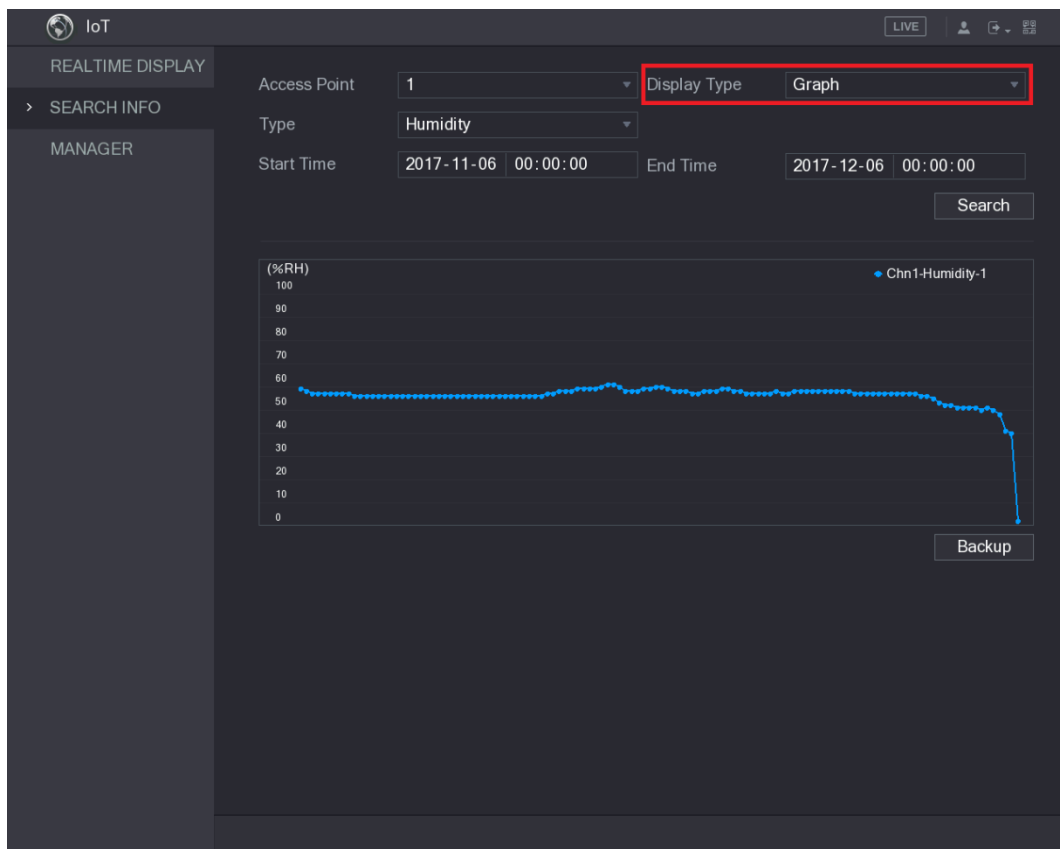 IoT
LIVE
REALTIME DISPLAY
SEARCH INFO
MANAGER
Access Point 1 Display Type Graph
Type Humidity
Start Time 2017-11-06 00:00:00 End Time 2017-12-06 00:00:00
Search
(%RH)
Chn1-Humidity-1
100
90
80
70
60
50
40
30
20
10
0
Backup